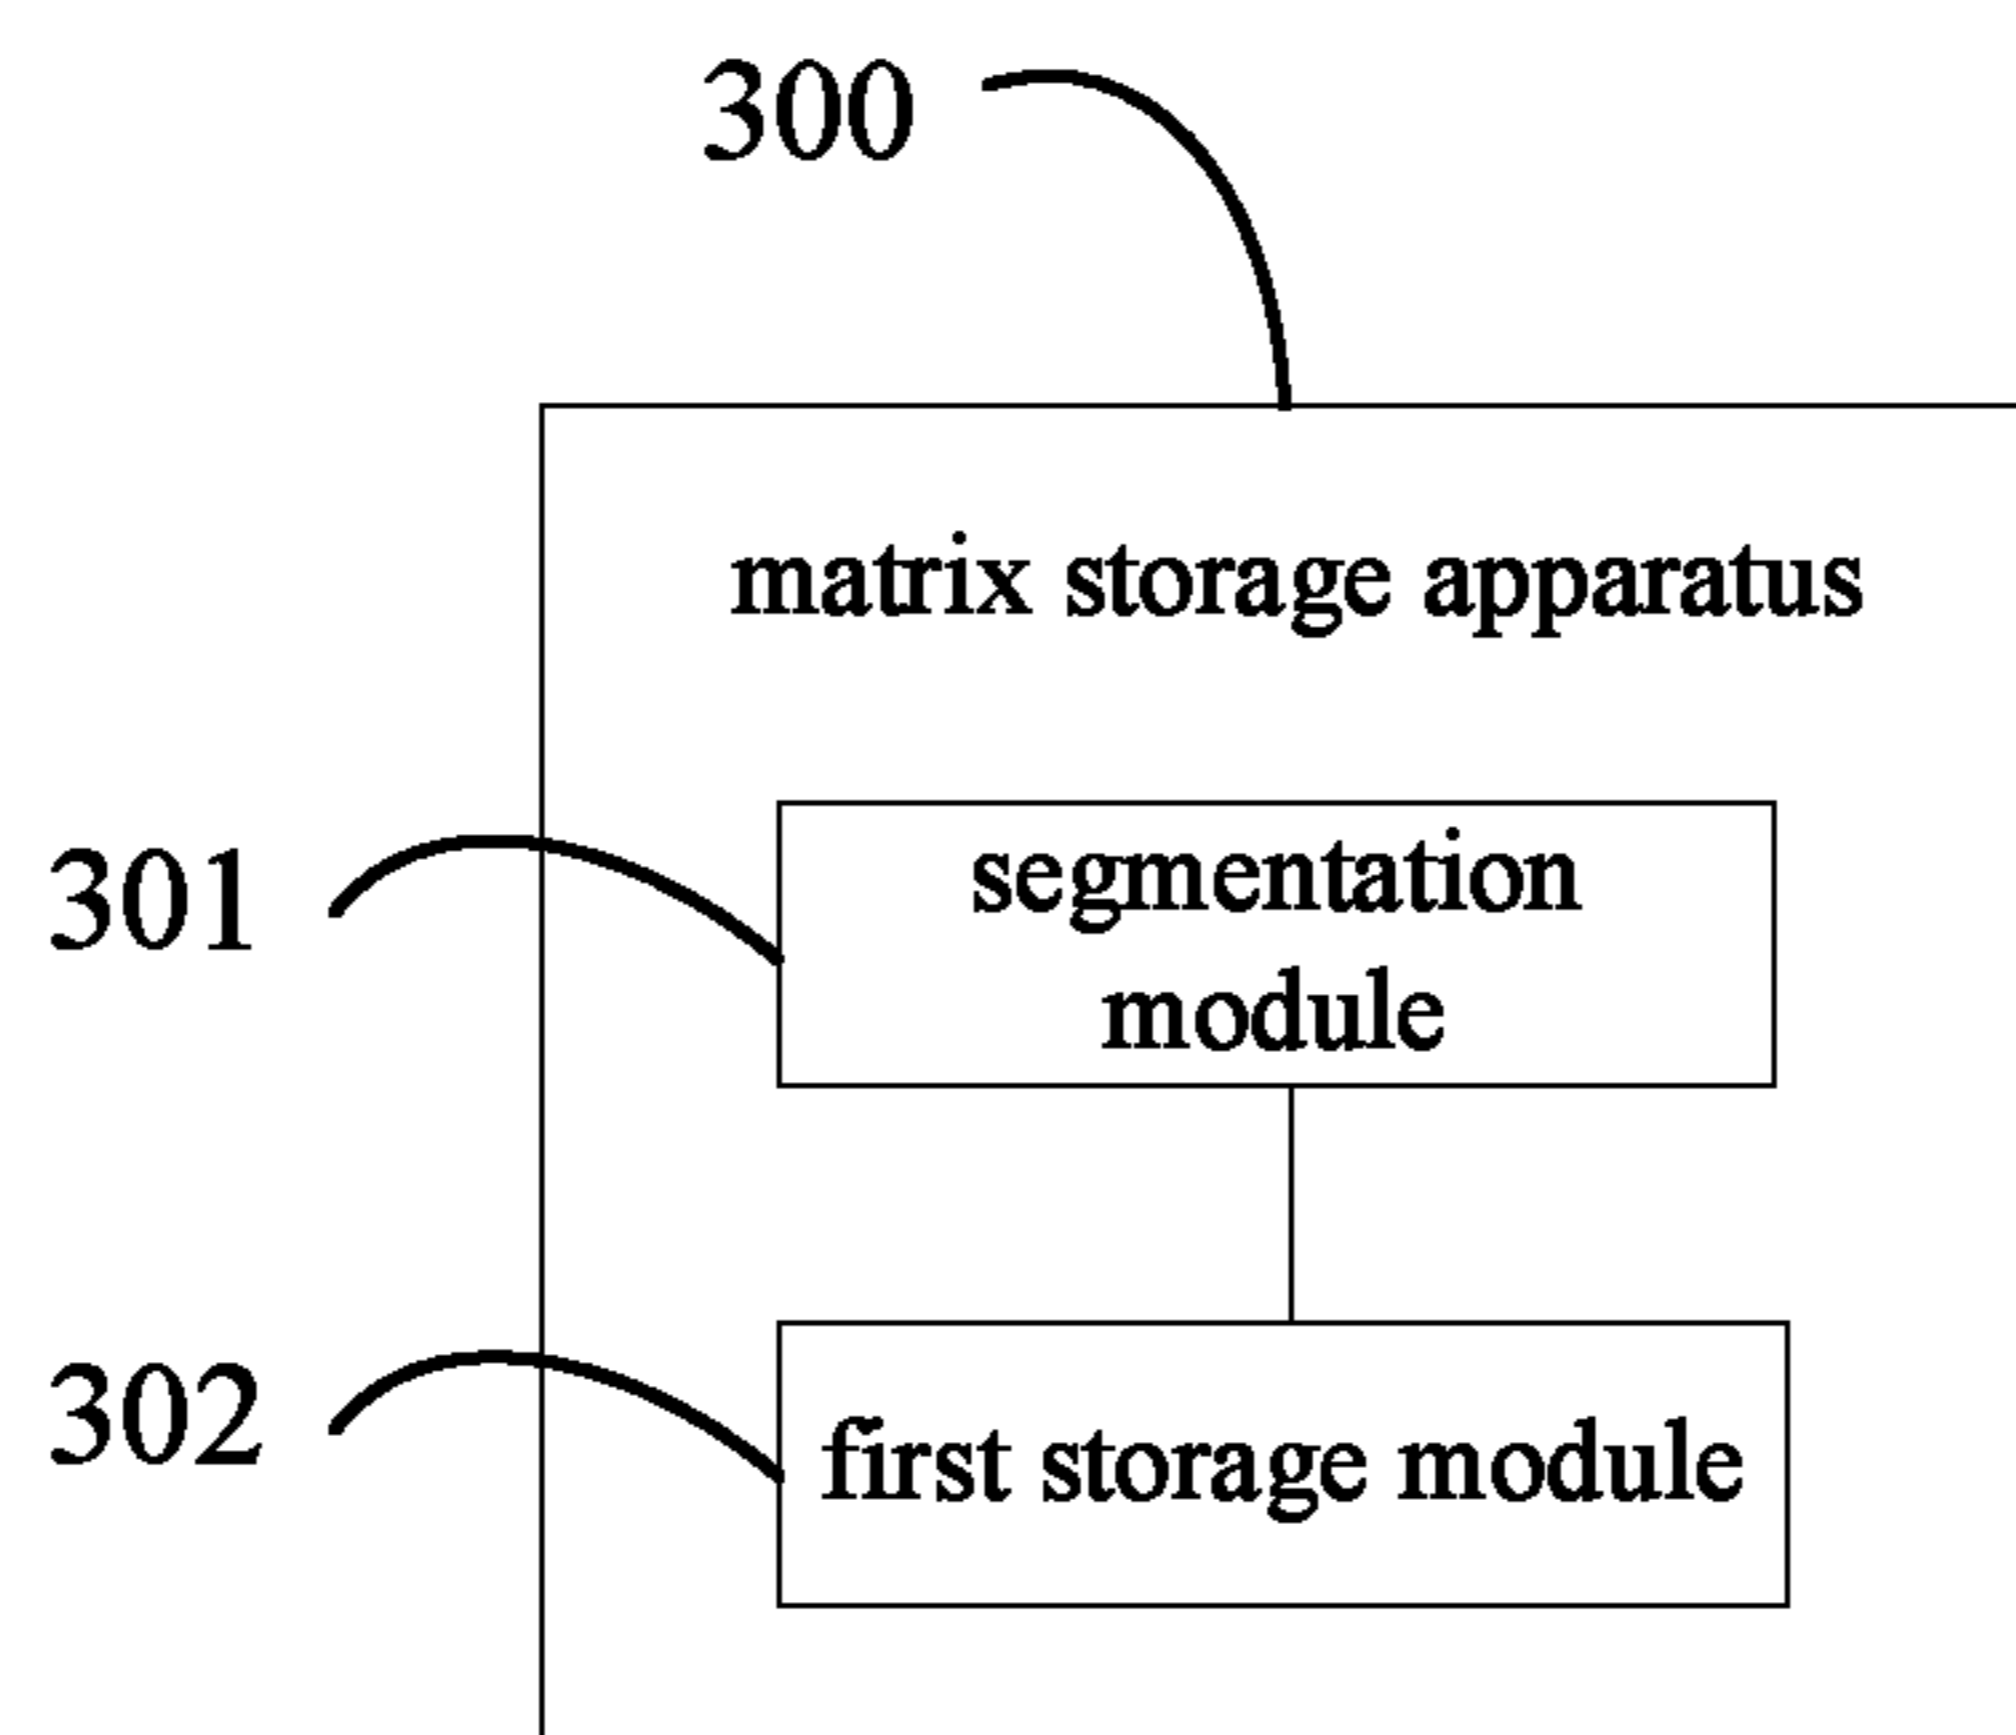 300
matrix storage apparatus
301
segmentation
module
302
first storage module